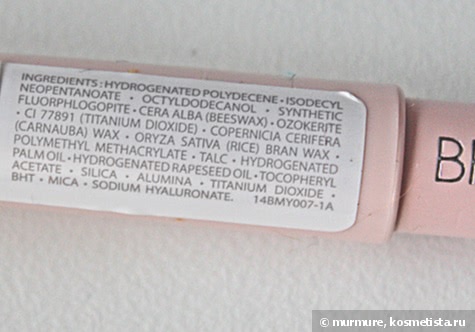 INGREDIENTS : HYDROGENATED POLYDECENE • ISODECYL
NEOPENTANOATE • OCTYLDODECANOL • SYNTHETIC
FLUORPHLOGOPITE • CERA ALBA (BEESWAX) • OZOKERITE
• CI 77891 (TITANIUM DIOXIDE) • COPERNICIA CERIFERA
(CARNAUBA) WAX • ORYZA SATIVA (RICE) BRAN WAX •
POLYMETHYL METHACRYLATE • TALC • HYDROGENATED
PALM OIL • HYDROGENATED RAPESEED OIL • TOCOPHERYL
ACETATE • SILICA • ALUMINA • TITANIUM DIOXIDE •
BHT • MICA • SODIUM HYALURONATE. 14BMY007-1A
© murmure, kosmetista.ru